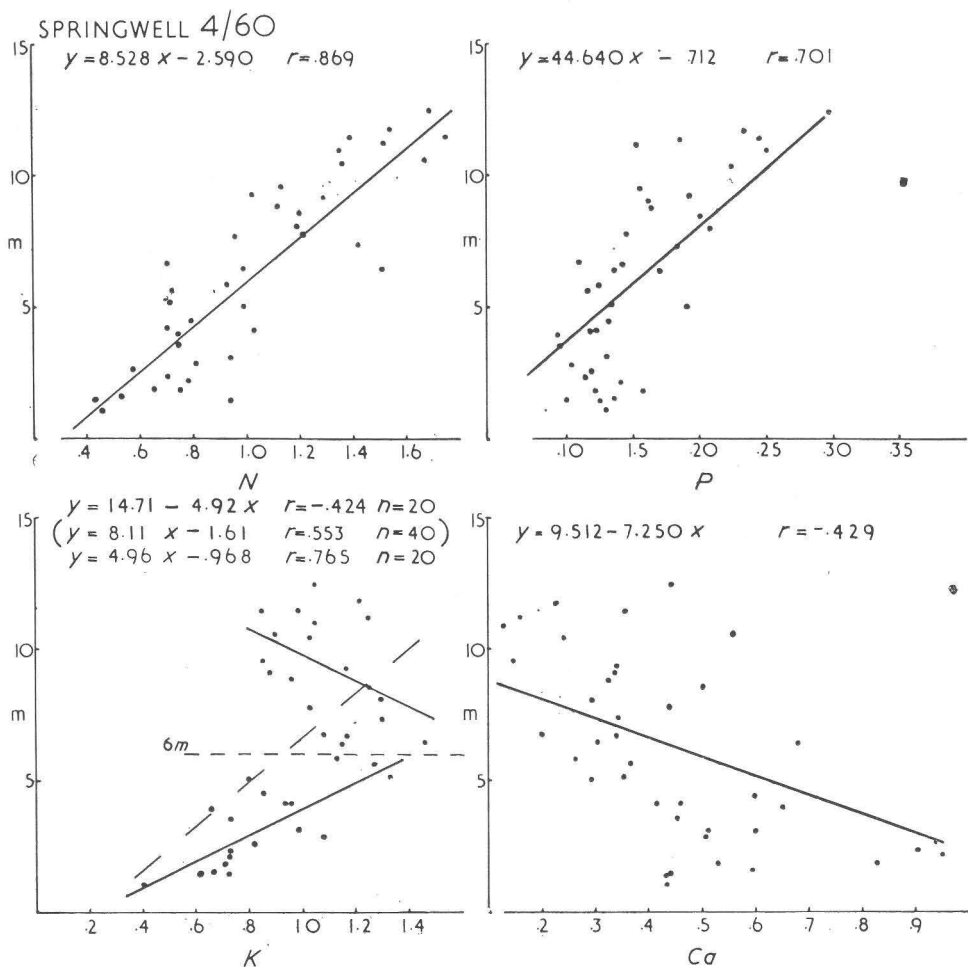 SPRINGWELL 4/60
y=8.528 x - 2.590 r=.869
15
10
m
5
.4 .6 .8 1.0 1.2 1.4 1.6
N
y=44.640x - .712 r=.701
15
10
m
5
.10 .15 .20 .25 .30 .35
P
y= 14.71 - 4.92 x r=-.424 n=20
(y= 8.11 x - 1.61 r=.553 n=40)
y= 4.96 x -.968 r=.765 n=20
15
10
m
5
6m
.2 .4 .6 .8 1.0 1.2 1.4
K
y=9.512-7.250 x r=-.429
15
10
m
5
.2 .3 .4 .5 .6 .7 .8 .9
Ca